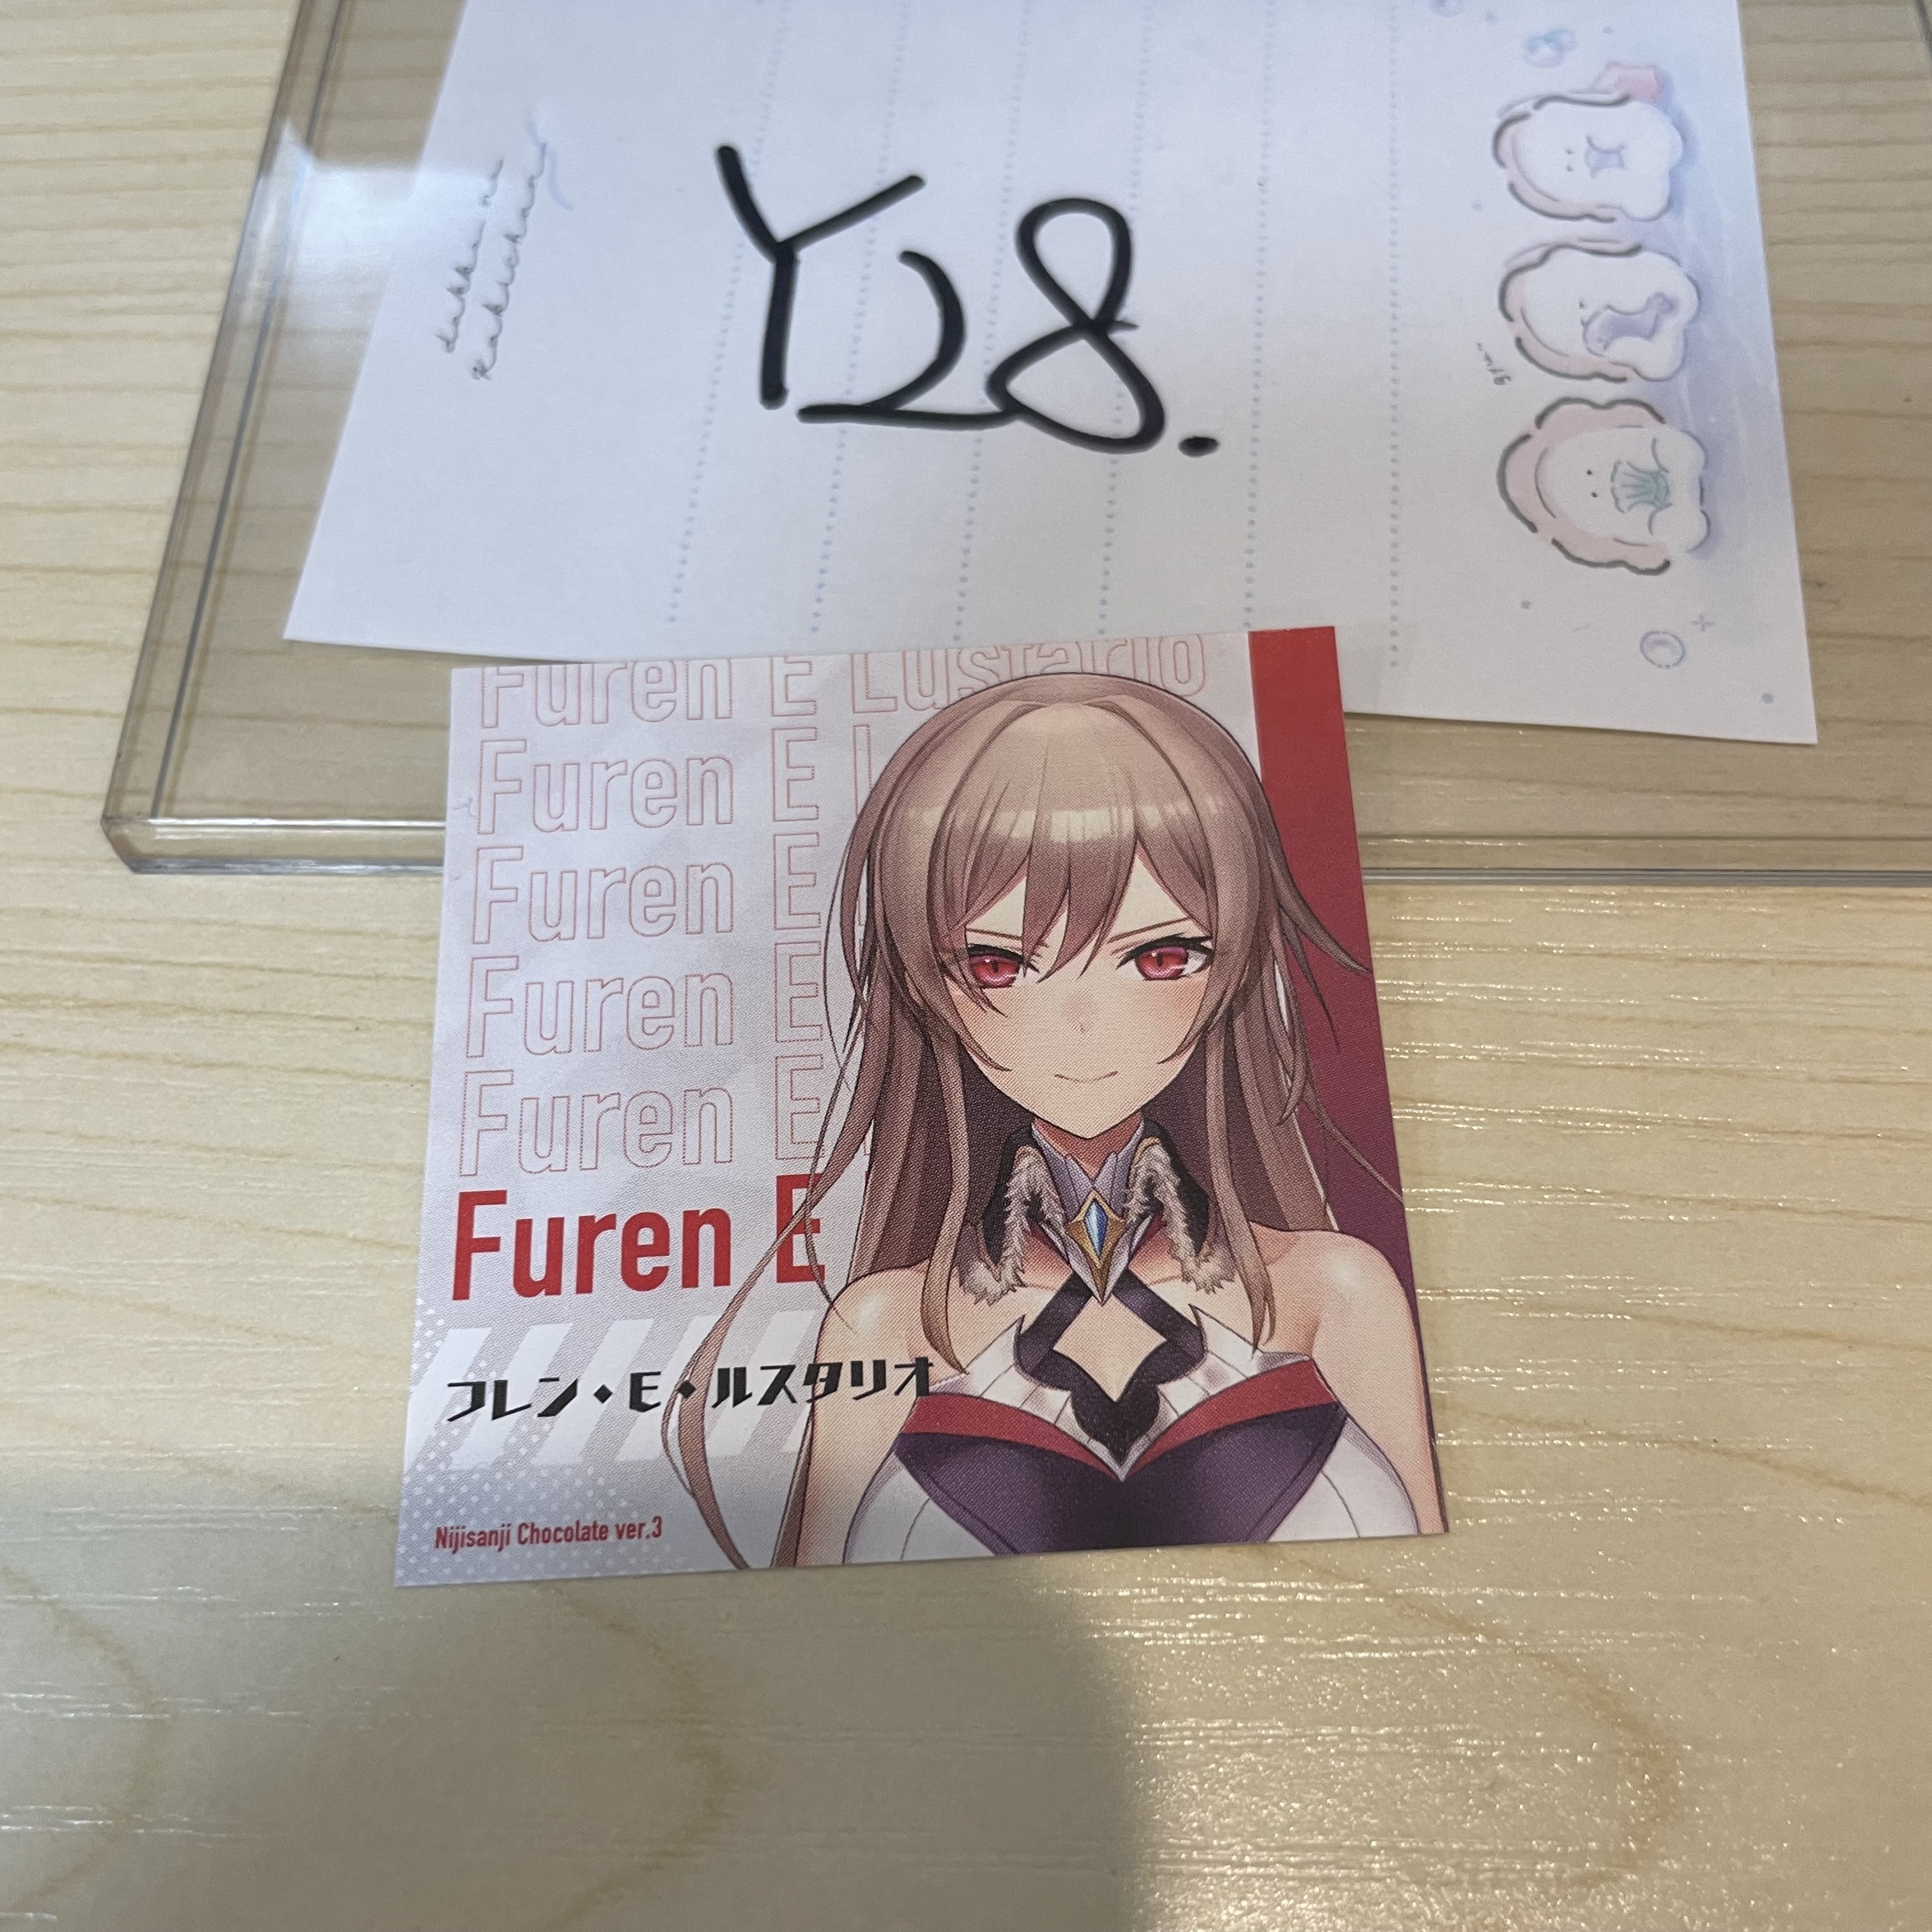 Y28.
Furen E Lustario
Furen E L
Furen E
Furen E
Furen E
Furen E
フレン・E・ルスタリオ
Nijisanji Chocolate ver.3